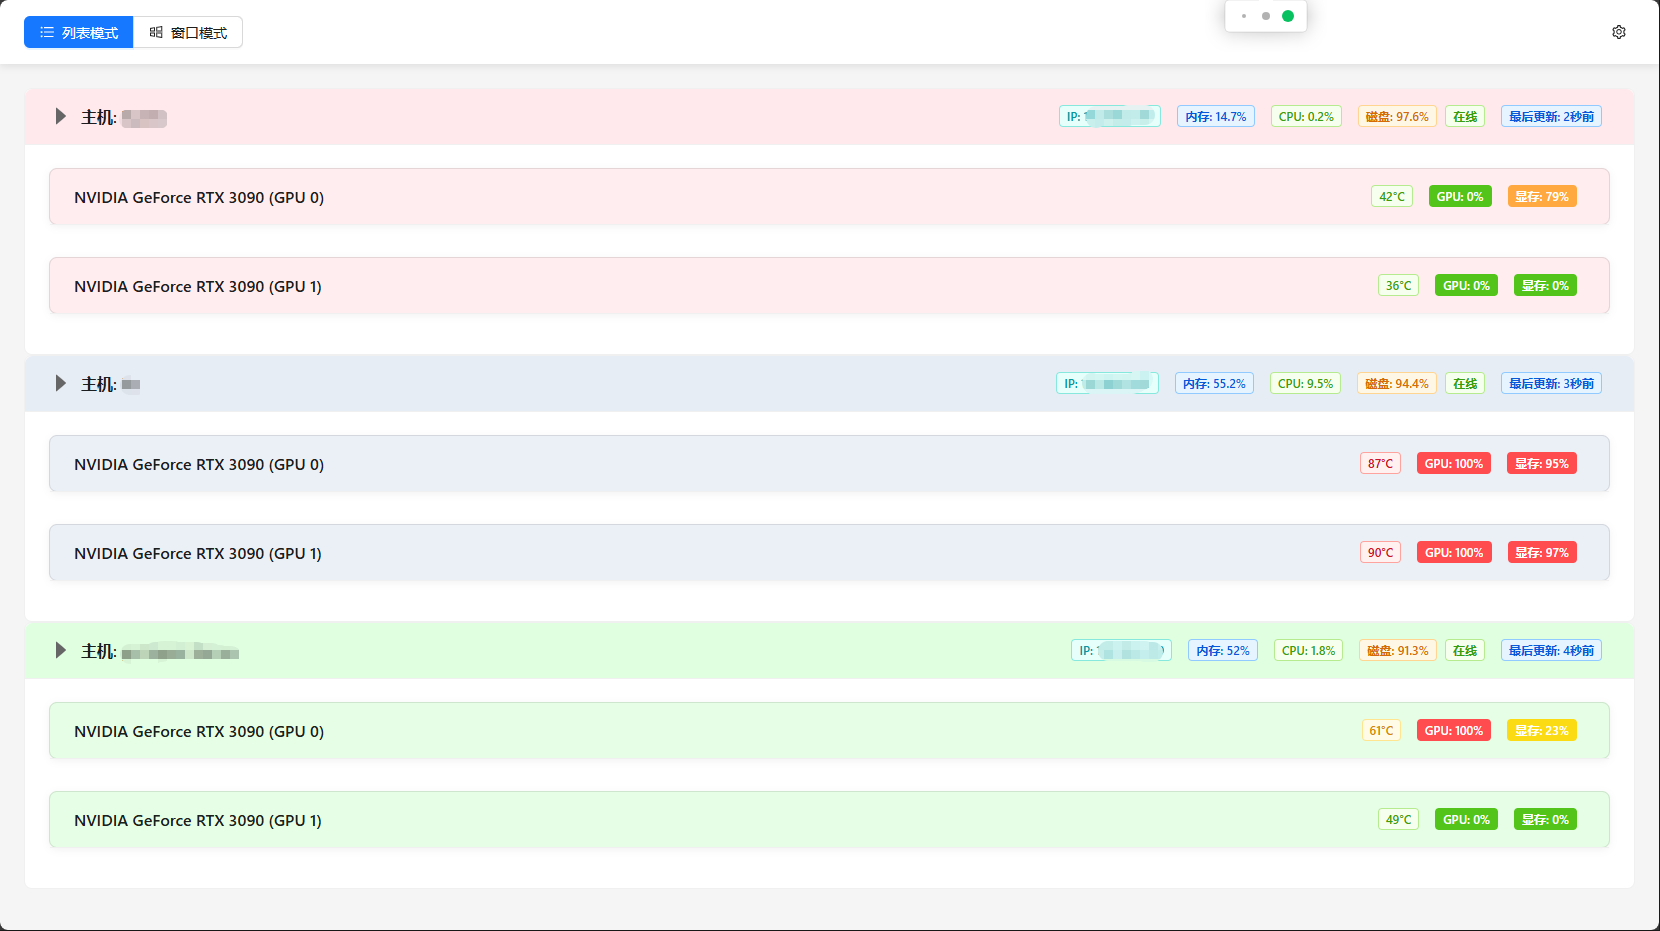 列表模式 窗口模式
主机: IP: 内存: 14.7% CPU: 0.2% 磁盘: 97.6% 在线 最后更新: 2秒前
NVIDIA GeForce RTX 3090 (GPU 0) 42°C GPU: 0% 显存: 79%
NVIDIA GeForce RTX 3090 (GPU 1) 36°C GPU: 0% 显存: 0%
主机: IP: 内存: 55.2% CPU: 9.5% 磁盘: 94.4% 在线 最后更新: 3秒前
NVIDIA GeForce RTX 3090 (GPU 0) 87°C GPU: 100% 显存: 95%
NVIDIA GeForce RTX 3090 (GPU 1) 90°C GPU: 100% 显存: 97%
主机: IP: 内存: 52% CPU: 1.8% 磁盘: 91.3% 在线 最后更新: 4秒前
NVIDIA GeForce RTX 3090 (GPU 0) 61°C GPU: 100% 显存: 23%
NVIDIA GeForce RTX 3090 (GPU 1) 49°C GPU: 0% 显存: 0%